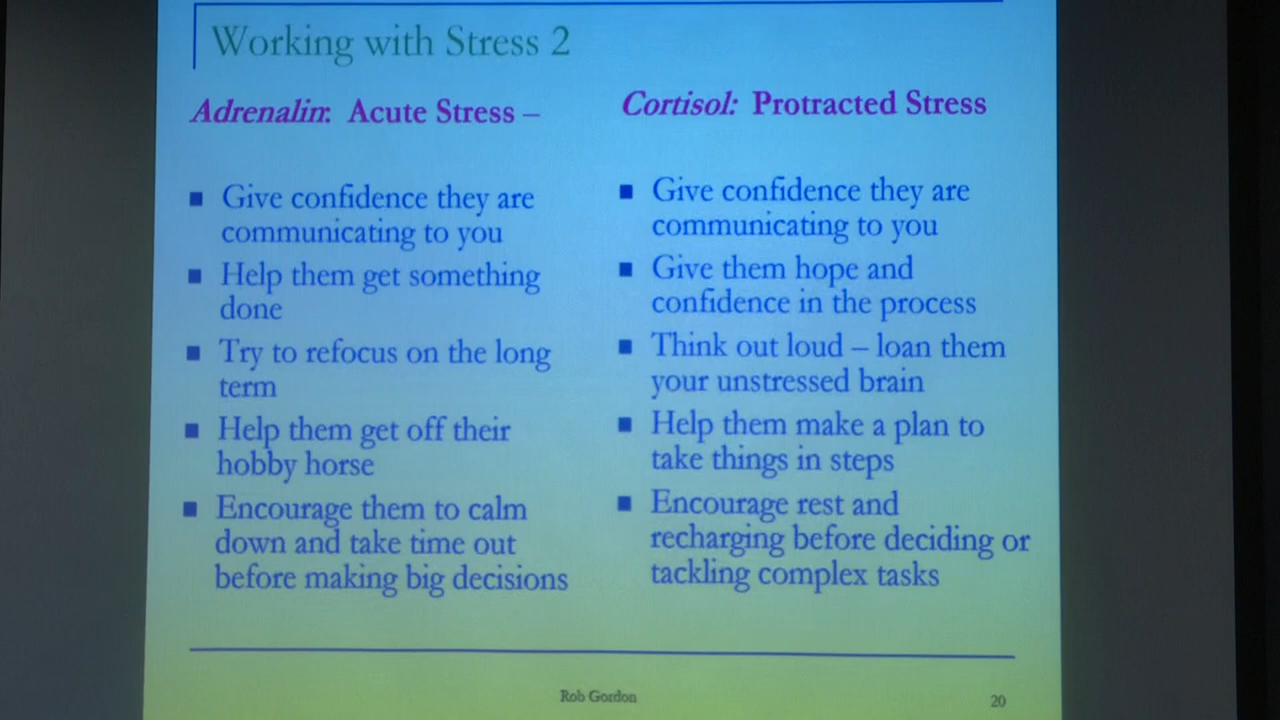 Working with Stress 2
Adrenalin: Acute Stress –
Give confidence they are
communicating to you
Help them get something
done
Try to refocus on the long
term
Help them get off their
hobby horse
Encourage them to calm
down and take time out
before making big decisions
Cortisol: Protracted Stress
Give confidence they are
communicating to you
Give them hope and
confidence in the process
Think out loud – loan them
your unstressed brain
Help them make a plan to
take things in steps
Encourage rest and
recharging before deciding or
tackling complex tasks
Rob Gordon
20